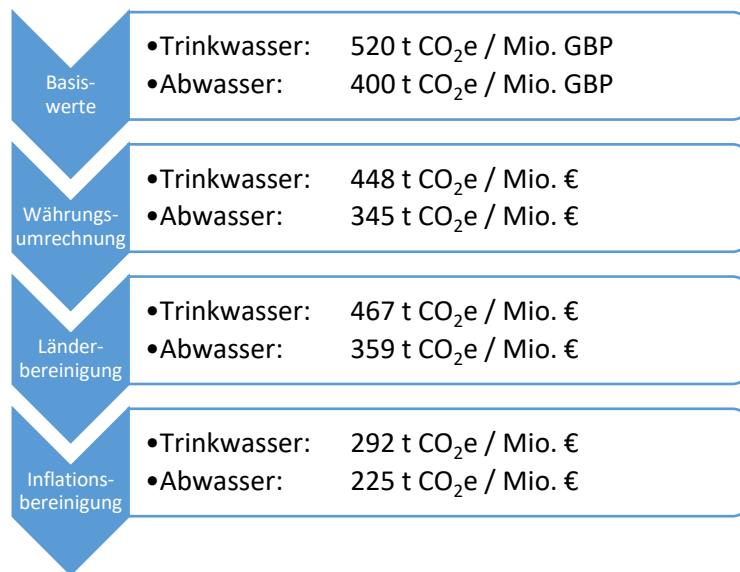 Basis-
werte
•Trinkwasser: 520 t CO₂e / Mio. GBP
•Abwasser: 400 t CO₂e / Mio. GBP
Währungs-
umrechnung
•Trinkwasser: 448 t CO₂e / Mio. €
•Abwasser: 345 t CO₂e / Mio. €
Länder-
bereinigung
•Trinkwasser: 467 t CO₂e / Mio. €
•Abwasser: 359 t CO₂e / Mio. €
Inflations-
bereinigung
•Trinkwasser: 292 t CO₂e / Mio. €
•Abwasser: 225 t CO₂e / Mio. €